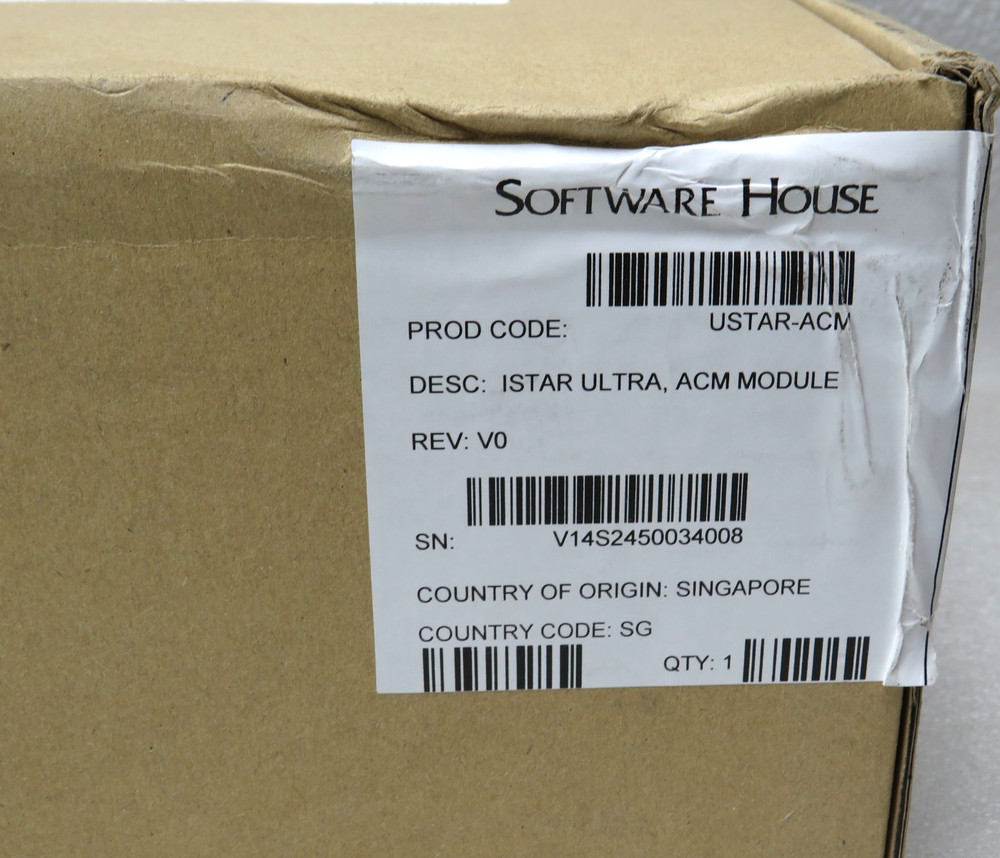 SOFTWARE HOUSE
PROD CODE: USTAR-ACM
DESC: ISTAR ULTRA, ACM MODULE
REV: V0
SN: V14S2450034008
COUNTRY OF ORIGIN: SINGAPORE
COUNTRY CODE: SG
QTY: 1